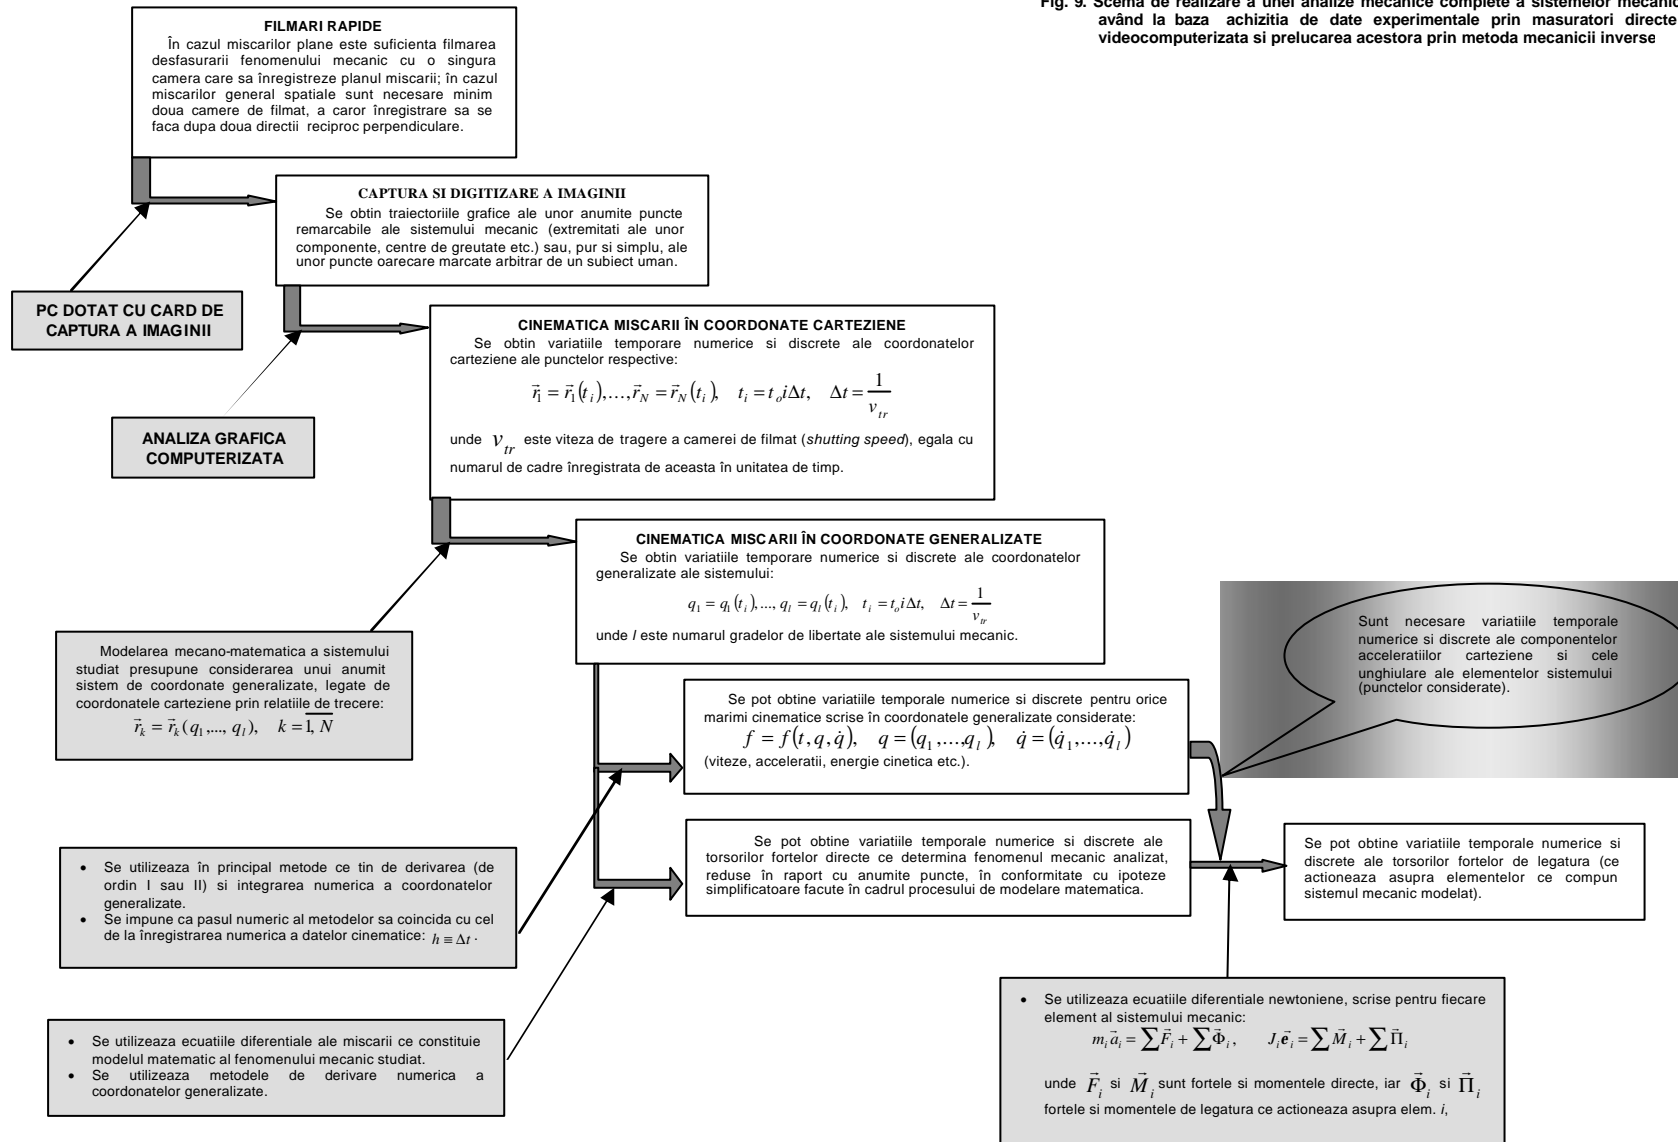 Fig. 9. Schema de realizare a unei analize mecanice complete a sistemelor mecanic
având la baza achizitia de date experimentale prin masuratori directe
videocomputerizata si prelucarea acestora prin metoda mecanicii inverse
FILMARI RAPIDE
În cazul miscarilor plane este suficienta filmarea
desfasurarii fenomenului mecanic cu o singura
camera care sa înregistreze planul miscarii; în cazul
miscarilor general spatiale sunt necesare minim
doua camere de filmat, a caror înregistrare sa se
faca dupa doua directii reciproc perpendiculare.
CAPTURA SI DIGITIZARE A IMAGINII
Se obtin traiectoriile grafice ale unor anumite puncte
remarcabile ale sistemului mecanic (extremitati ale unor
componente, centre de greutate etc.) sau, pur si simplu, ale
unor puncte oarecare marcate arbitrar de un subiect uman.
PC DOTAT CU CARD DE
CAPTURA A IMAGINII
CINEMATICA MISCARII ÎN COORDONATE CARTEZIENE
Se obtin variatiile temporare numerice si discrete ale coordonatelor
carteziene ale punctelor respective:
r⃗₁ = r⃗₁(tᵢ),…, r⃗_N = r⃗_N(tᵢ), tᵢ = t_o iΔt, Δt = 1/v_tr
unde v_tr este viteza de tragere a camerei de filmat (shutting speed), egala cu
numarul de cadre înregistrata de aceasta în unitatea de timp.
ANALIZA GRAFICA
COMPUTERIZATA
CINEMATICA MISCARII ÎN COORDONATE GENERALIZATE
Se obtin variatiile temporare numerice si discrete ale coordonatelor
generalizate ale sistemului:
q₁ = q₁(tᵢ),..., q_l = q_l(tᵢ), tᵢ = t_o iΔt, Δt = 1/v_tr
unde l este numarul gradelor de libertate ale sistemului mecanic.
Modelarea mecano-matematica a sistemului
studiat presupune considerarea unui anumit
sistem de coordonate generalizate, legate de
coordonatele carteziene prin relatiile de trecere:
r⃗_k = r⃗_k(q₁,..., q_l), k = 1, N
Sunt necesare variatiile temporale
numerice si discrete ale componentelor
acceleratiilor carteziene si cele
unghiulare ale elementelor sistemului
(punctelor considerate).
Se pot obtine variatiile temporale numerice si discrete pentru orice
marimi cinematice scrise în coordonatele generalizate considerate:
f = f(t, q, q̇), q = (q₁,…,q_l), q̇ = (q̇₁,…,q̇_l)
(viteze, acceleratii, energie cinetica etc.).
Se pot obtine variatiile temporale numerice si discrete ale
torsorilor fortelor directe ce determina fenomenul mecanic analizat,
reduse în raport cu anumite puncte, în conformitate cu ipoteze
simplificatoare facute în cadrul procesului de modelare matematica.
Se pot obtine variatiile temporale numerice si
discrete ale torsorilor fortelor de legatura (ce
actioneaza asupra elementelor ce compun
sistemul mecanic modelat).
• Se utilizeaza în principal metode ce tin de derivarea (de
ordin I sau II) si integrarea numerica a coordonatelor
generalizate.
• Se impune ca pasul numeric al metodelor sa coincida cu cel
de la înregistrarea numerica a datelor cinematice: h ≡ Δt .
• Se utilizeaza ecuatiile diferentiale ale miscarii ce constituie
modelul matematic al fenomenului mecanic studiat.
• Se utilizeaza metodele de derivare numerica a
coordonatelor generalizate.
• Se utilizeaza ecuatiile diferentiale newtoniene, scrise pentru fiecare
element al sistemului mecanic:
mᵢa⃗ᵢ = ∑F⃗ᵢ + ∑Φ⃗ᵢ, Jᵢe⃗ᵢ = ∑M⃗ᵢ + ∑Π⃗ᵢ
unde F⃗ᵢ si M⃗ᵢ sunt fortele si momentele directe, iar Φ⃗ᵢ si Π⃗ᵢ
fortele si momentele de legatura ce actioneaza asupra elem. i,